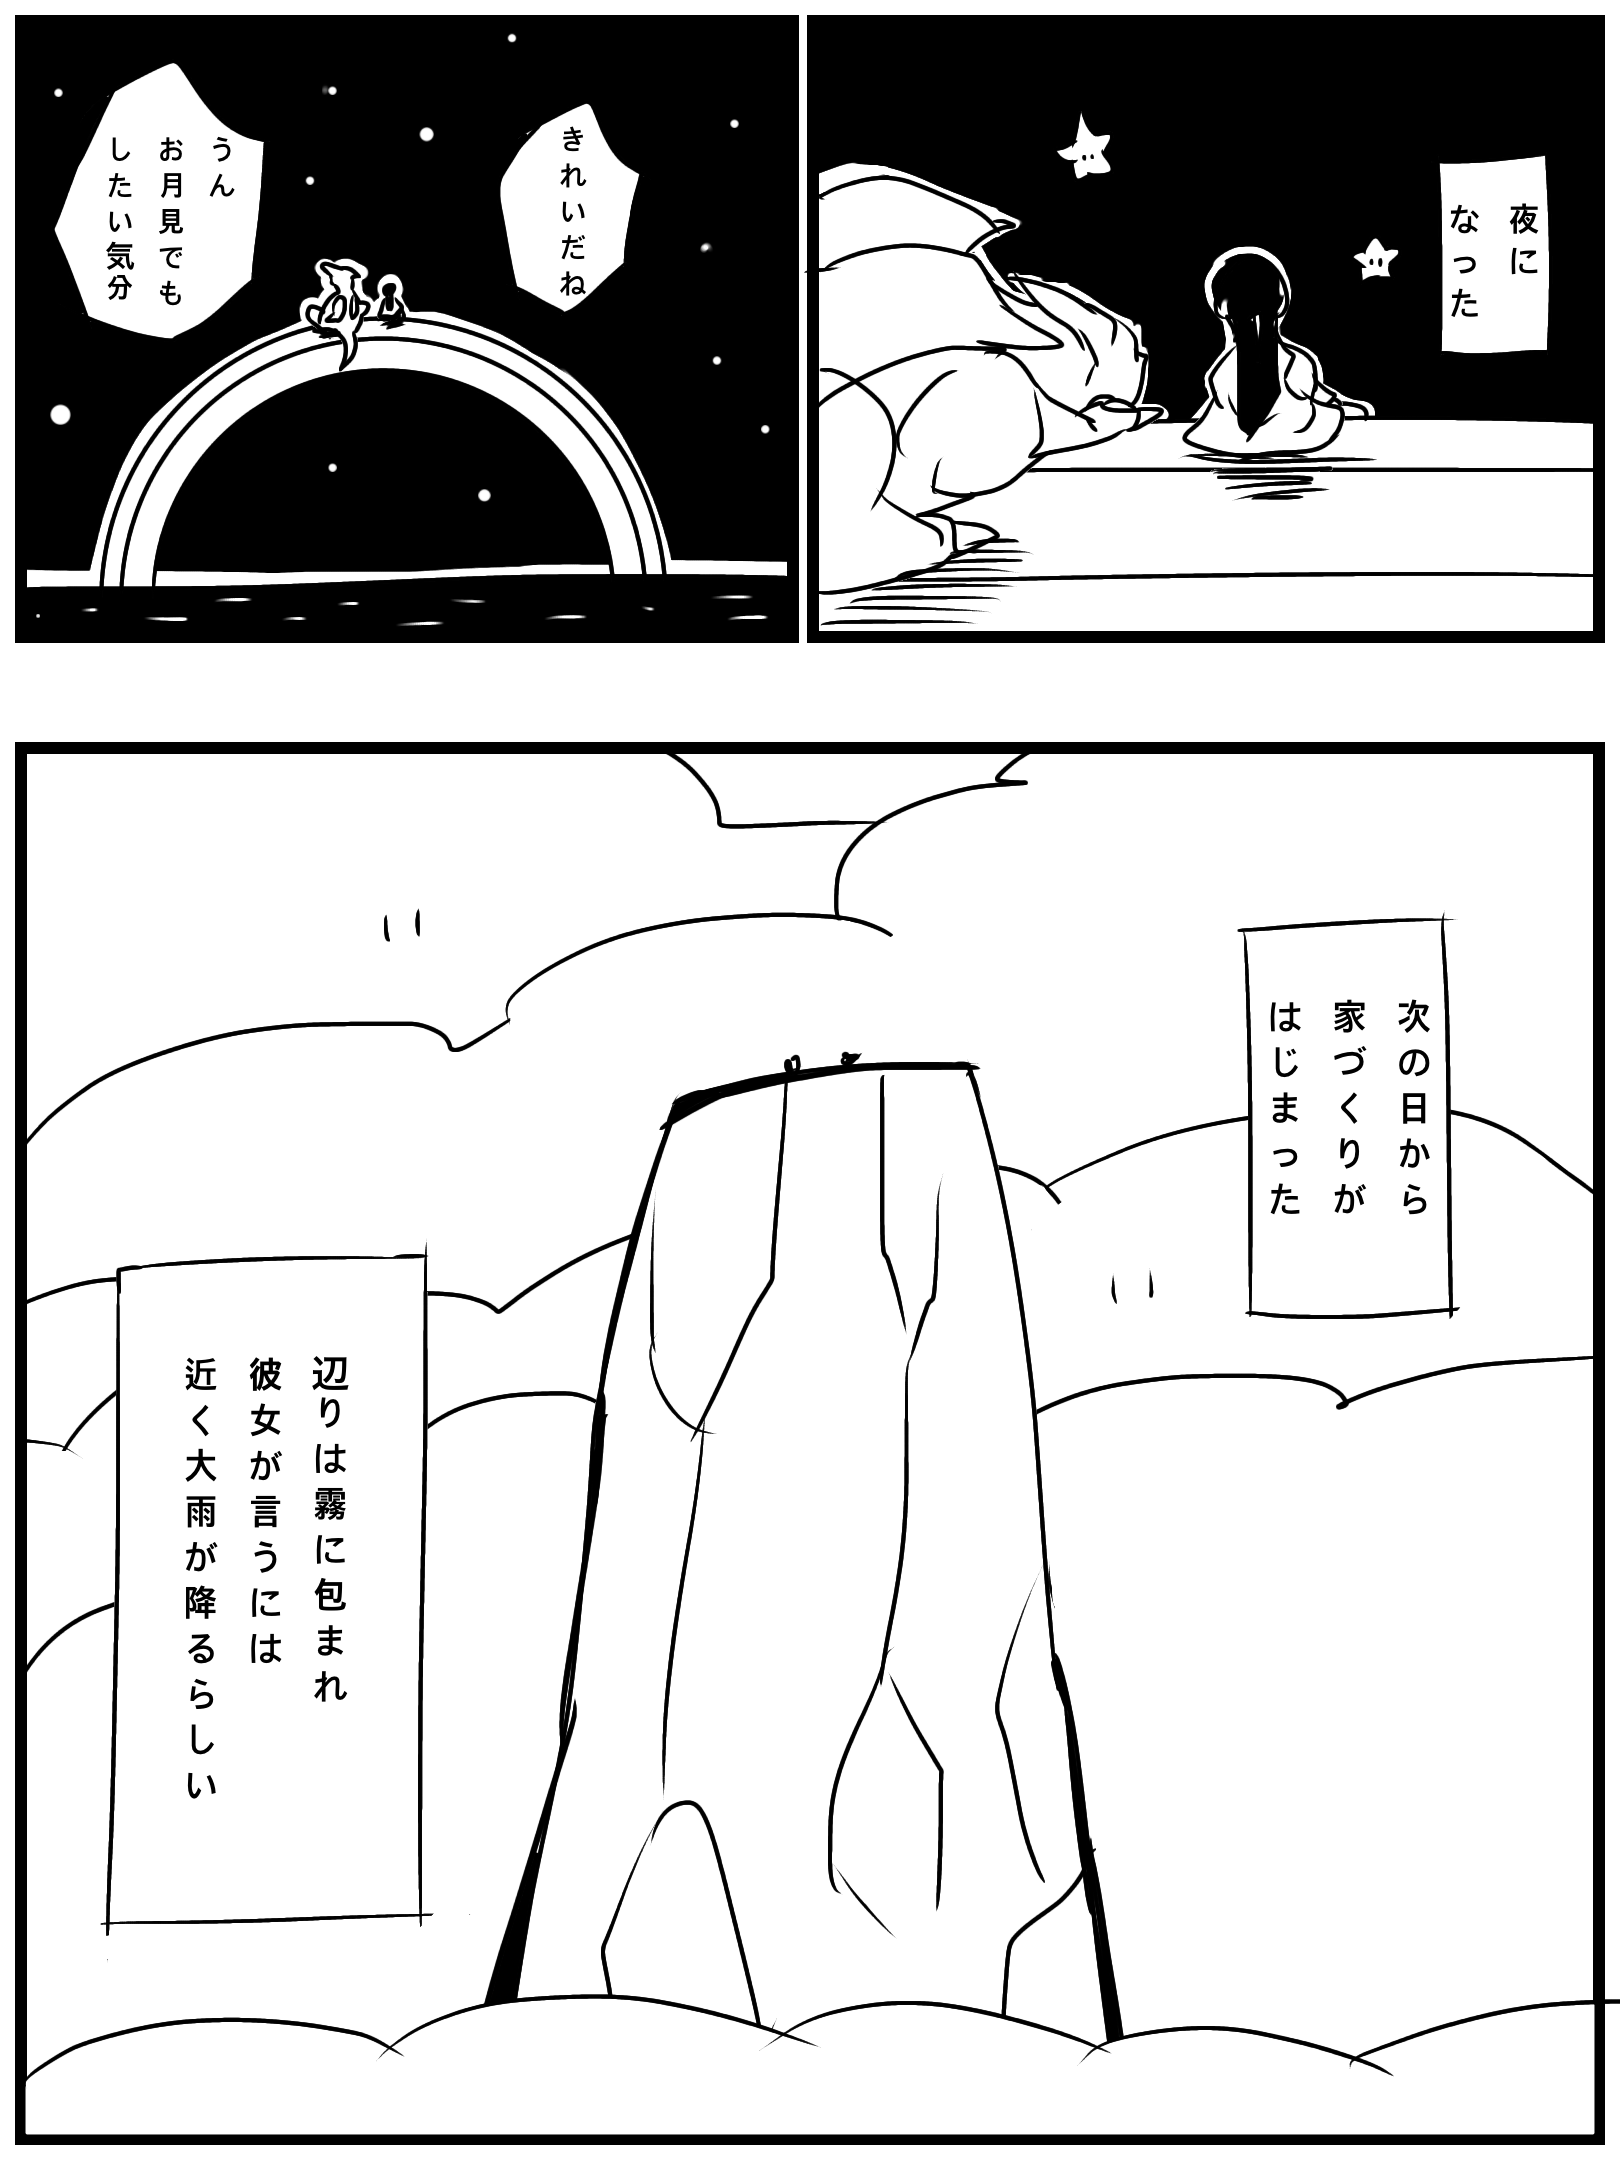 夜に
なった
きれいだね
うん
お月見でも
したい気分
次の日から
家づくりが
はじまった
辺りは霧に包まれ
彼女が言うには
近く大雨が降るらしい